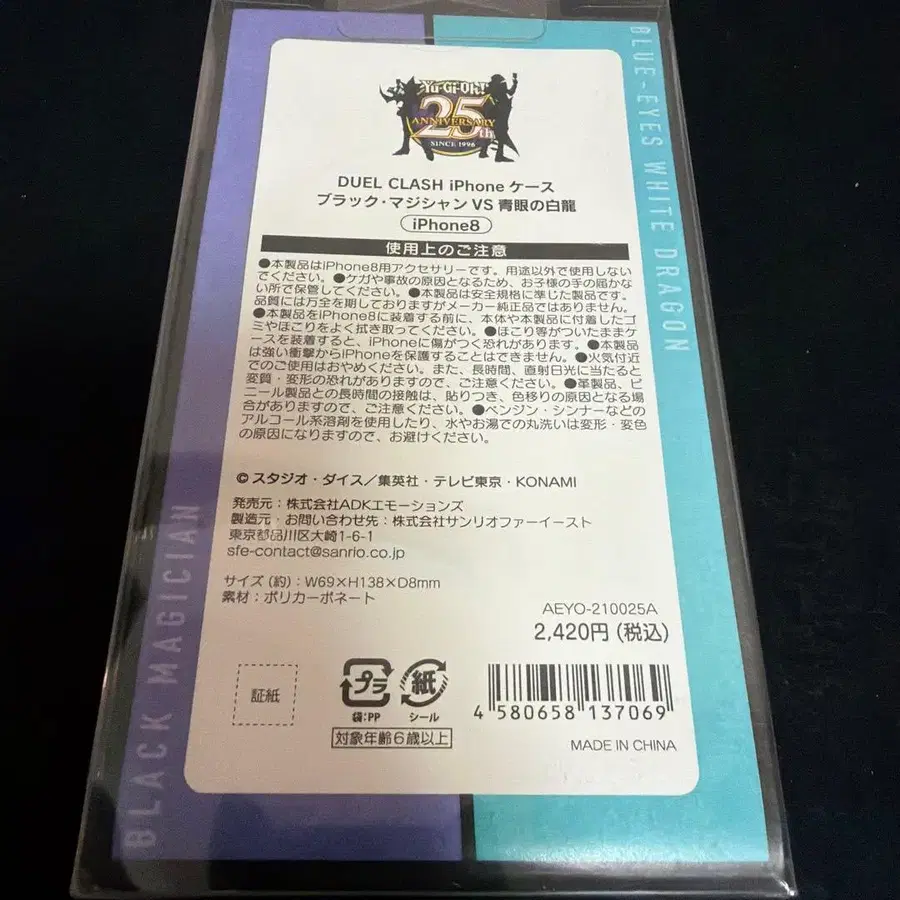 Yu-Gi-Oh!
25th
ANNIVERSARY
SINCE 1996
DUEL CLASH iPhone ケース
ブラック・マジシャン VS 青眼の白龍
iPhone8
使用上のご注意
●本製品はiPhone8用アクセサリーです。用途以外で使用しない
でください。●ケガや事故の原因となるため、お子様の手の届かな
い所で保管してください。●本製品は安全規格に準じた製品です。
品質には万全を期しておりますがメーカー純正品ではありません。
●本製品をiPhone8に装着する前に、本体や本製品に付着したゴ
ミやほこりをよく拭き取ってください。●ほこり等がついたままケ
ースを装着すると、iPhoneに傷がつく恐れがあります。●本製品
は強い衝撃からiPhoneを保護することはできません。●火気付近
でのご使用はおやめください。また、長時間、直射日光に当たると
変質・変形の恐れがありますので、ご注意ください。●革製品、ビ
ニール製品との長時間の接触は、貼りつき、色移りの原因となる場
合がありますので、ご注意ください。●ベンジン・シンナーなどの
アルコール系溶剤を使用したり、水やお湯での丸洗いは変形・変色
の原因になりますので、お避けください。
© スタジオ・ダイス／集英社・テレビ東京・KONAMI
発売元：株式会社ADKエモーションズ
製造元・お問い合わせ先：株式会社サンリオファーイースト
東京都品川区大崎1-6-1
sfe-contact@sanrio.co.jp
サイズ (約)：W69×H138×D8mm
素材：ポリカーボネート
AEYO-210025A
2,420円 (税込)
証紙
プラ
袋:PP
紙
シール
対象年齢6歳以上
4 580658 137069
MADE IN CHINA
BLACK MAGICIAN
BLUE-EYES WHITE DRAGON